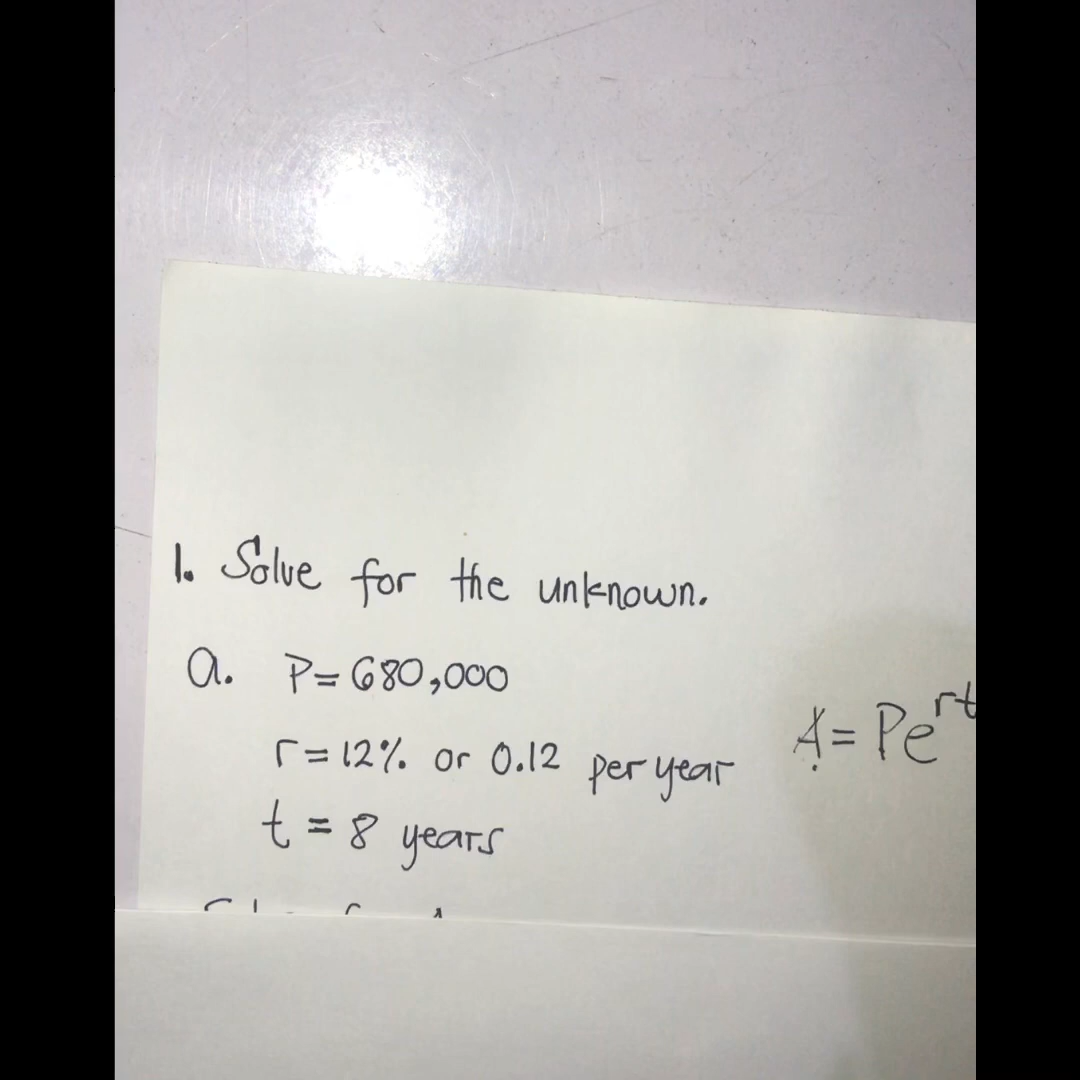 1. Solve for the unknown.
a. P = 680,000
r = 12% or 0.12 per year
A = Pe^rt
t = 8 years